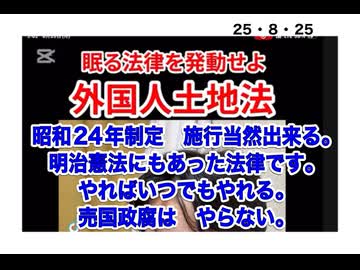 25・8・25
眠る法律を発動せよ
外国人土地法
昭和24年制定　施行当然出来る。
明治憲法にもあった法律です。
やればいつでもやれる。
売国政腐は　やらない。